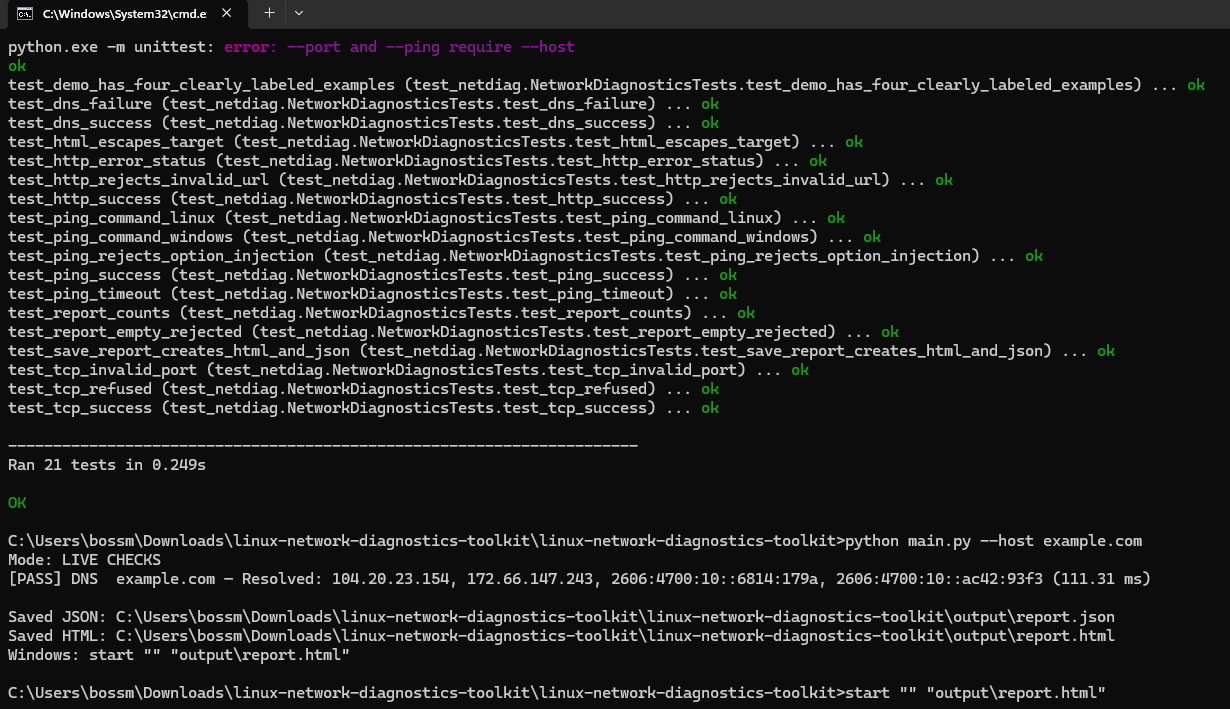 C:\Windows\System32\cmd.e
python.exe -m unittest: error: --port and --ping require --host
ok
test_demo_has_four_clearly_labeled_examples (test_netdiag.NetworkDiagnosticsTests.test_demo_has_four_clearly_labeled_examples) ... ok
test_dns_failure (test_netdiag.NetworkDiagnosticsTests.test_dns_failure) ... ok
test_dns_success (test_netdiag.NetworkDiagnosticsTests.test_dns_success) ... ok
test_html_escapes_target (test_netdiag.NetworkDiagnosticsTests.test_html_escapes_target) ... ok
test_http_error_status (test_netdiag.NetworkDiagnosticsTests.test_http_error_status) ... ok
test_http_rejects_invalid_url (test_netdiag.NetworkDiagnosticsTests.test_http_rejects_invalid_url) ... ok
test_http_success (test_netdiag.NetworkDiagnosticsTests.test_http_success) ... ok
test_ping_command_linux (test_netdiag.NetworkDiagnosticsTests.test_ping_command_linux) ... ok
test_ping_command_windows (test_netdiag.NetworkDiagnosticsTests.test_ping_command_windows) ... ok
test_ping_rejects_option_injection (test_netdiag.NetworkDiagnosticsTests.test_ping_rejects_option_injection) ... ok
test_ping_success (test_netdiag.NetworkDiagnosticsTests.test_ping_success) ... ok
test_ping_timeout (test_netdiag.NetworkDiagnosticsTests.test_ping_timeout) ... ok
test_report_counts (test_netdiag.NetworkDiagnosticsTests.test_report_counts) ... ok
test_report_empty_rejected (test_netdiag.NetworkDiagnosticsTests.test_report_empty_rejected) ... ok
test_save_report_creates_html_and_json (test_netdiag.NetworkDiagnosticsTests.test_save_report_creates_html_and_json) ... ok
test_tcp_invalid_port (test_netdiag.NetworkDiagnosticsTests.test_tcp_invalid_port) ... ok
test_tcp_refused (test_netdiag.NetworkDiagnosticsTests.test_tcp_refused) ... ok
test_tcp_success (test_netdiag.NetworkDiagnosticsTests.test_tcp_success) ... ok
----------------------------------------------------------------------
Ran 21 tests in 0.249s
OK
C:\Users\bossm\Downloads\linux-network-diagnostics-toolkit\linux-network-diagnostics-toolkit>python main.py --host example.com
Mode: LIVE CHECKS
[PASS] DNS  example.com — Resolved: 104.20.23.154, 172.66.147.243, 2606:4700:10::6814:179a, 2606:4700:10::ac42:93f3 (111.31 ms)
Saved JSON: C:\Users\bossm\Downloads\linux-network-diagnostics-toolkit\linux-network-diagnostics-toolkit\output\report.json
Saved HTML: C:\Users\bossm\Downloads\linux-network-diagnostics-toolkit\linux-network-diagnostics-toolkit\output\report.html
Windows: start "" "output\report.html"
C:\Users\bossm\Downloads\linux-network-diagnostics-toolkit\linux-network-diagnostics-toolkit>start "" "output\report.html"